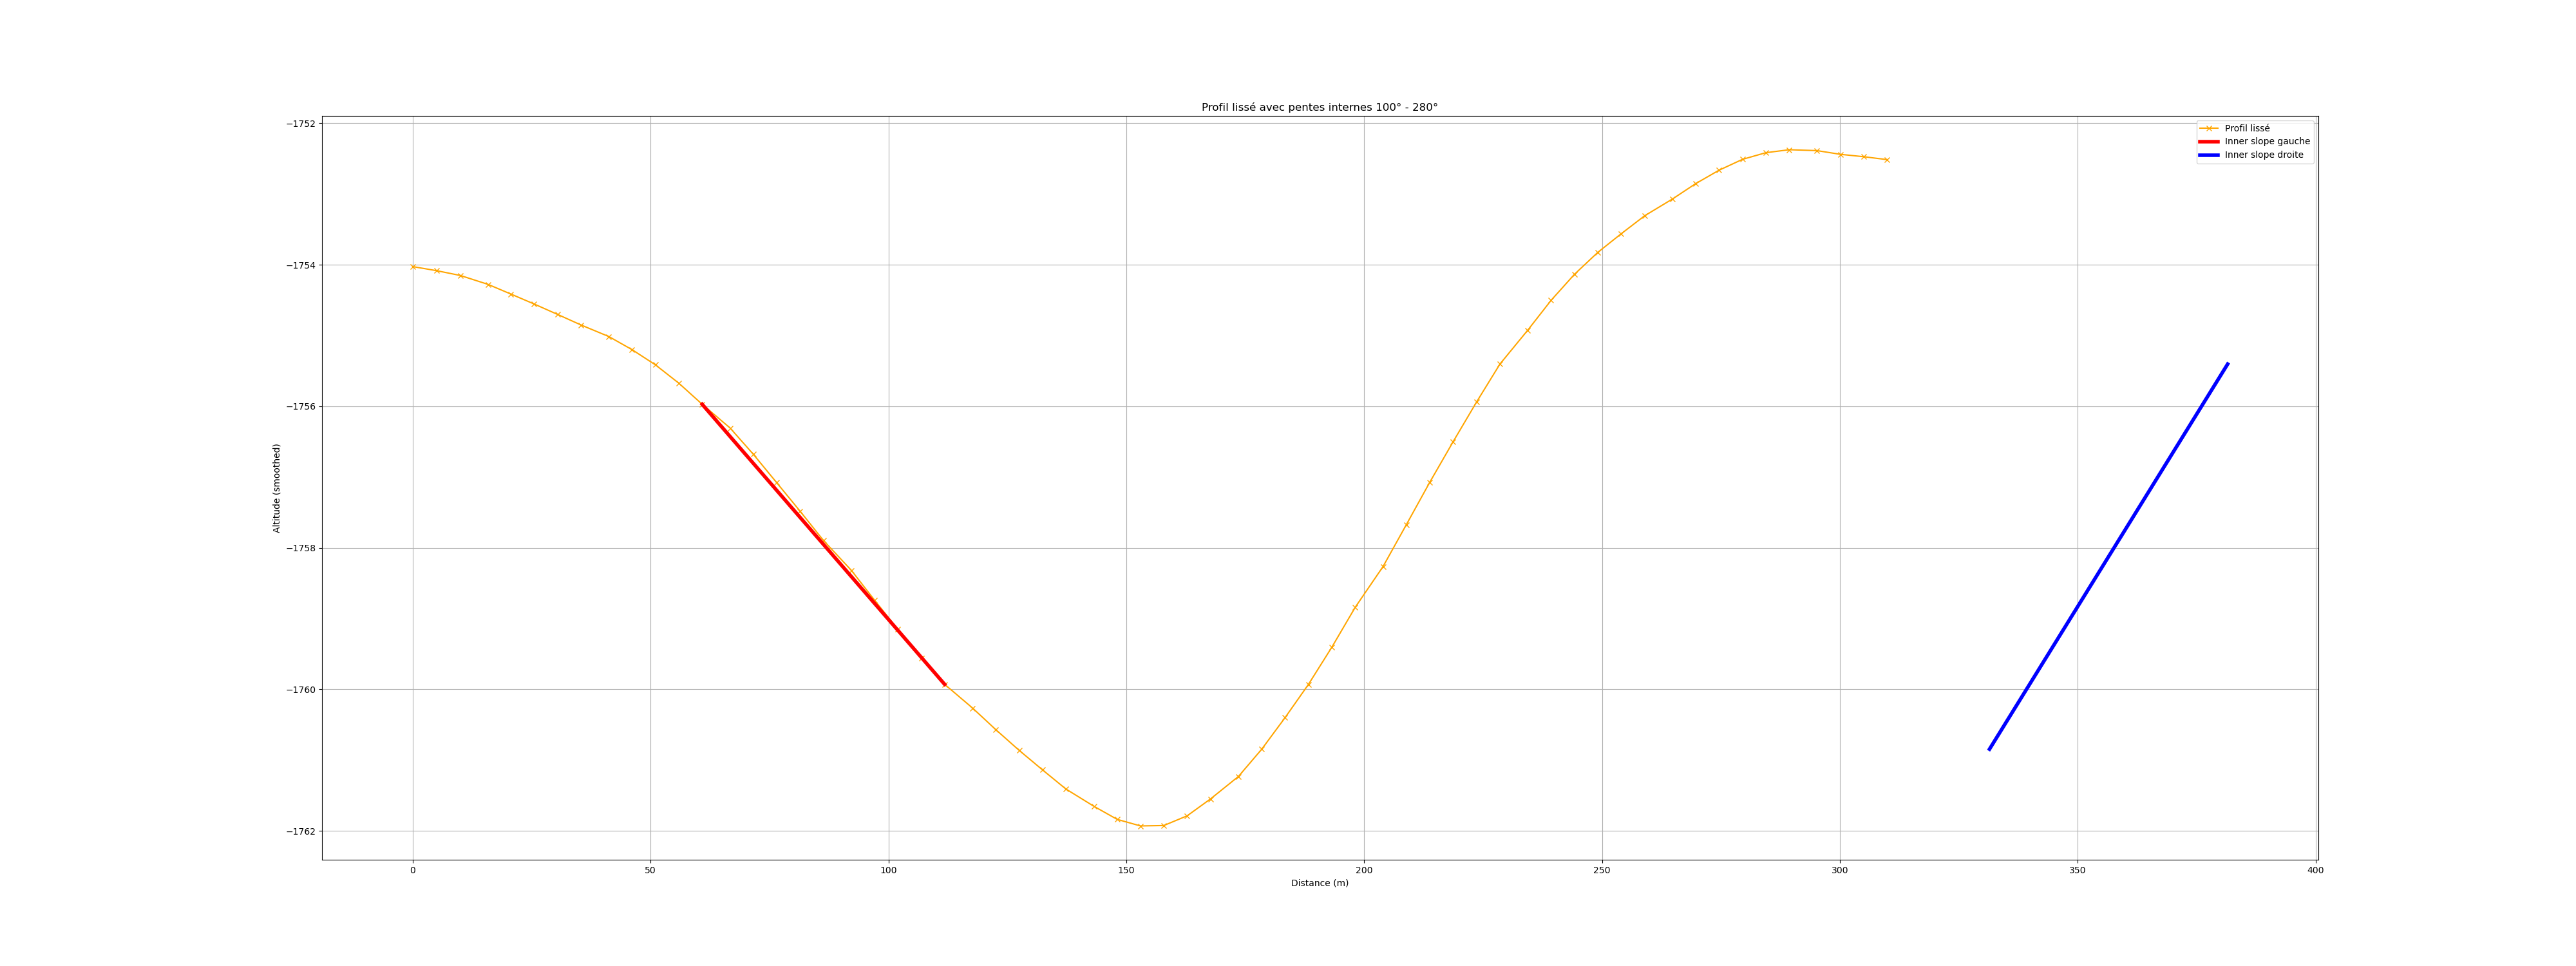 Profil lissé avec pentes internes 100° - 280°
Profil lissé
Inner slope gauche
Inner slope droite
Altitude (smoothed)
−1752
−1754
−1756
−1758
−1760
−1762
0
50
100
150
200
250
300
350
400
Distance (m)